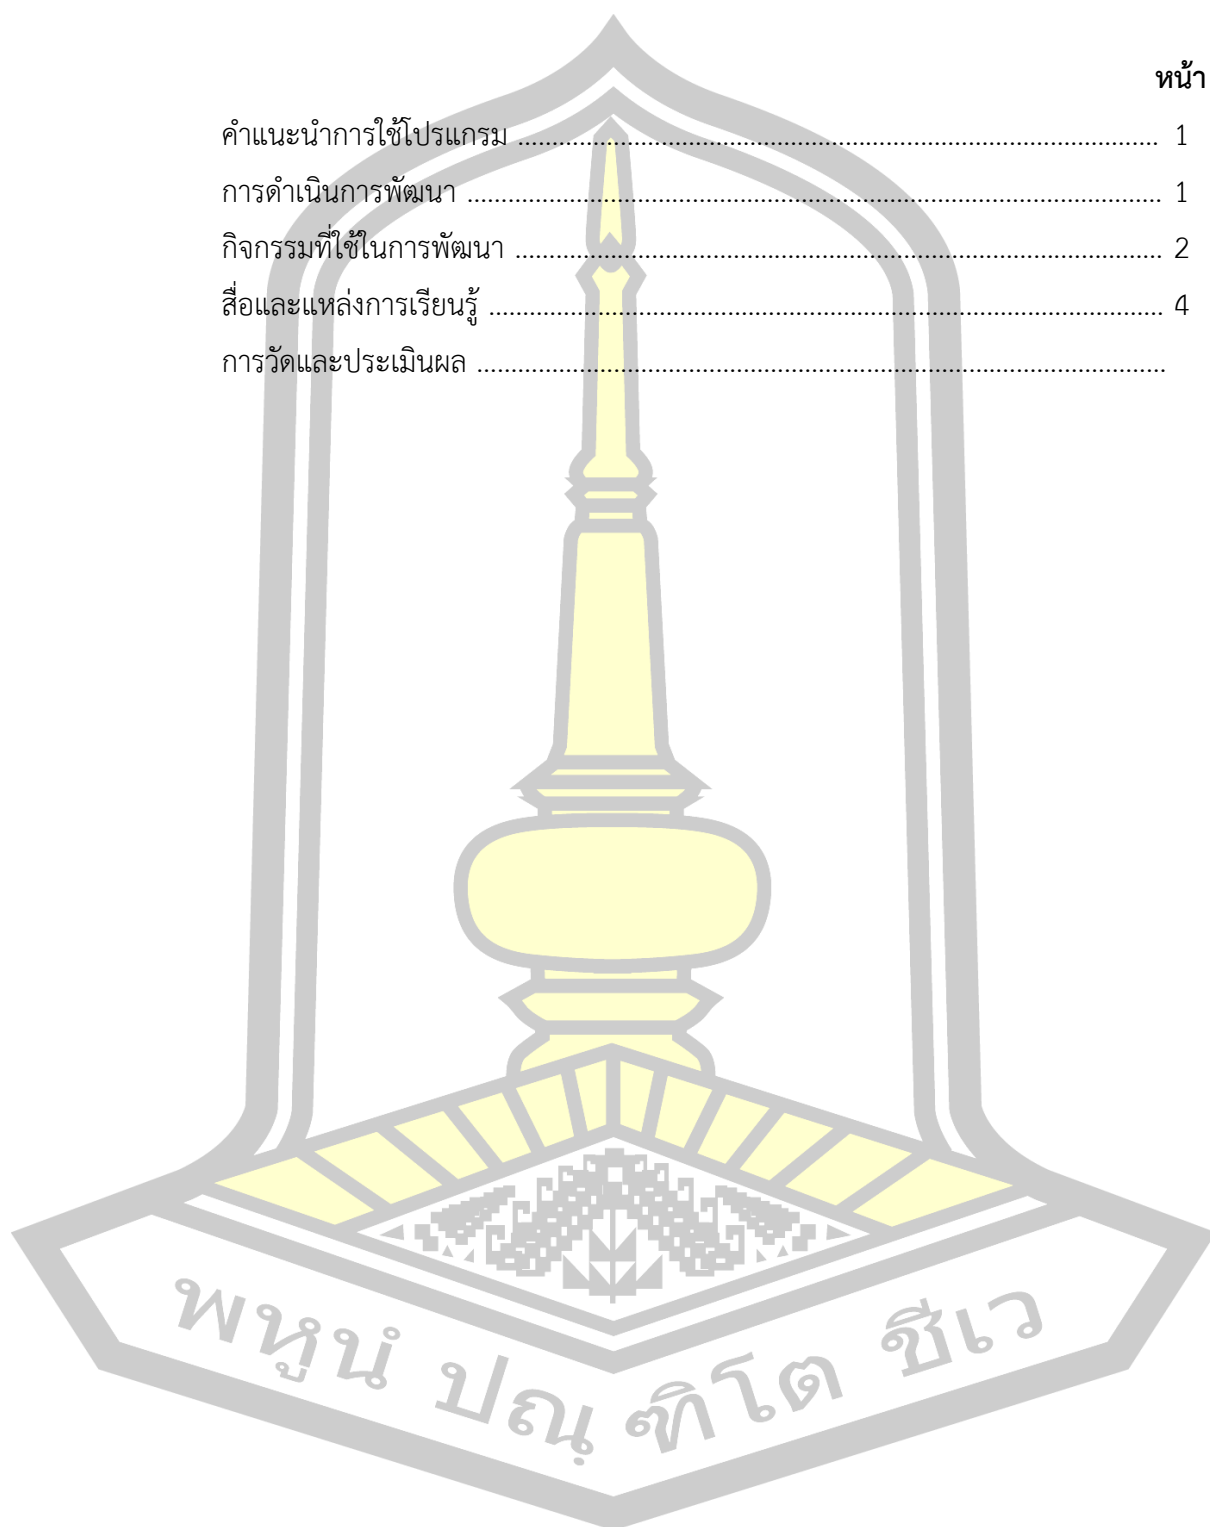 หน้า
คำแนะนำการใช้โปรแกรม ............................................................................................... 1
การดำเนินการพัฒนา ....................................................................................................... 1
กิจกรรมที่ใช้ในการพัฒนา ................................................................................................ 2
สื่อและแหล่งการเรียนรู้ .................................................................................................... 4
การวัดและประเมินผล ......................................................................................................
พหูนํ ปณฺ ฑิโต ชีเว